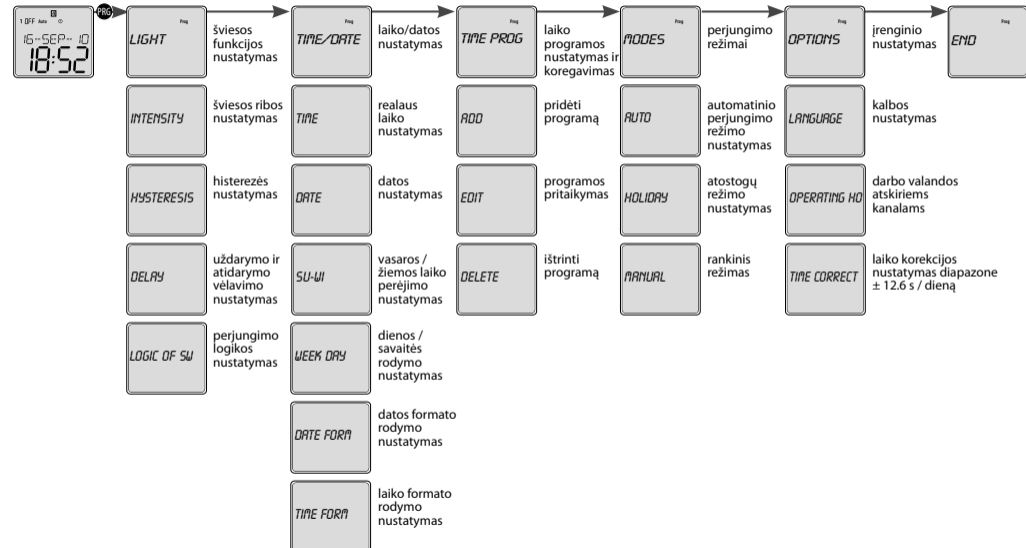 1 OFF Auto
16-SEP-10
18:52
PRG
Prog
LIGHT
šviesos
funkcijos
nustatymas
Prog
TIME/DATE
laiko/datos
nustatymas
Prog
TIME PROG
laiko
programos
nustatymas ir
koregavimas
Prog
MODES
perjungimo
režimai
Prog
OPTIONS
įrenginio
nustatymas
Prog
END
INTENSITY
šviesos ribos
nustatymas
TIME
realaus
laiko
nustatymas
ADD
pridėti
programą
AUTO
automatinio
perjungimo
režimo
nustatymas
LANGUAGE
kalbos
nustatymas
HYSTERESIS
histerezės
nustatymas
DATE
datos
nustatymas
EDIT
programos
pritaikymas
HOLIDAY
atostogų
režimo
nustatymas
OPERATING HO
darbo valandos
atskiriems
kanalams
DELAY
uždarymo ir
atidarymo
vėlavimo
nustatymas
SU-WI
vasaros /
žiemos laiko
perėjimo
nustatymas
DELETE
ištrinti
programą
MANUAL
rankinis
režimas
TIME CORRECT
laiko korekcijos
nustatymas diapazone
± 12.6 s / dieną
LOGIC OF SW
perjungimo
logikos
nustatymas
WEEK DAY
dienos /
savaitės
rodymo
nustatymas
DATE FORM
datos formato
rodymo
nustatymas
TIME FORM
laiko formato
rodymo
nustatymas